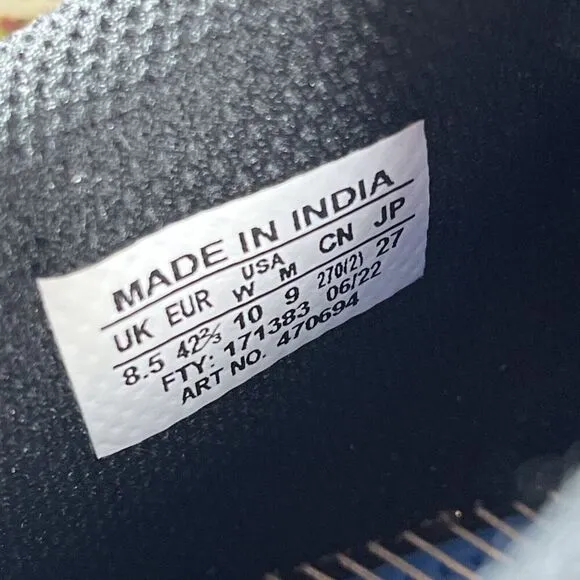 MADE IN INDIA
USA
UK EUR W M CN JP
8.5 42⅔ 10 9 270(2) 27
FTY: 171383 06/22
ART NO. 470694